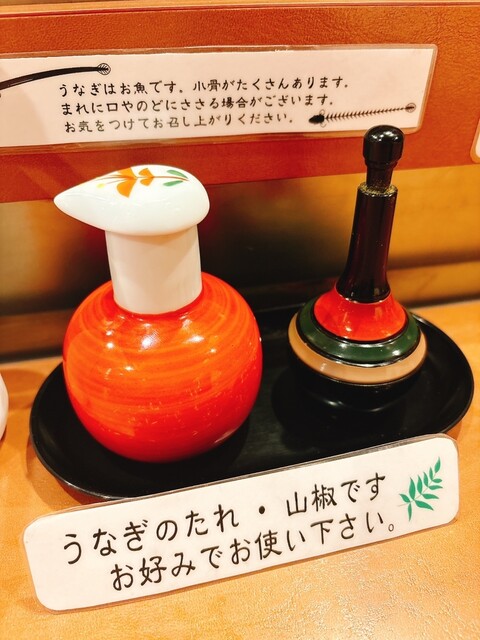 うなぎはお魚です。小骨がたくさんあります。
まれに口やのどにささる場合がございます。
お気をつけてお召し上がりください。
うなぎのたれ・山椒です
お好みでお使い下さい。